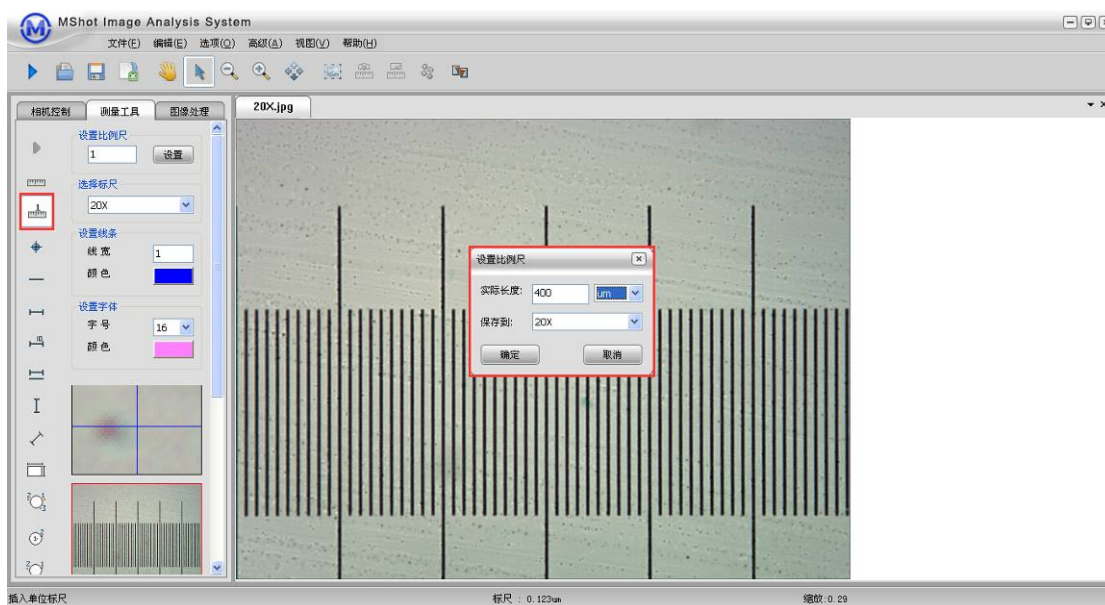 MShot Image Analysis System
文件(F) 编辑(E) 选项(O) 高级(A) 视图(V) 帮助(H)
相机控制 测量工具 图像处理
20X.jpg
设置比例尺
1 设置
选择标尺
20X
设置线条
线 宽 1
颜 色
设置字体
字 号 16
颜 色
设置比例尺
实际长度: 400 um
保存到: 20X
确定 取消
插入单位标尺 标尺 : 0.123um 缩放:0.29